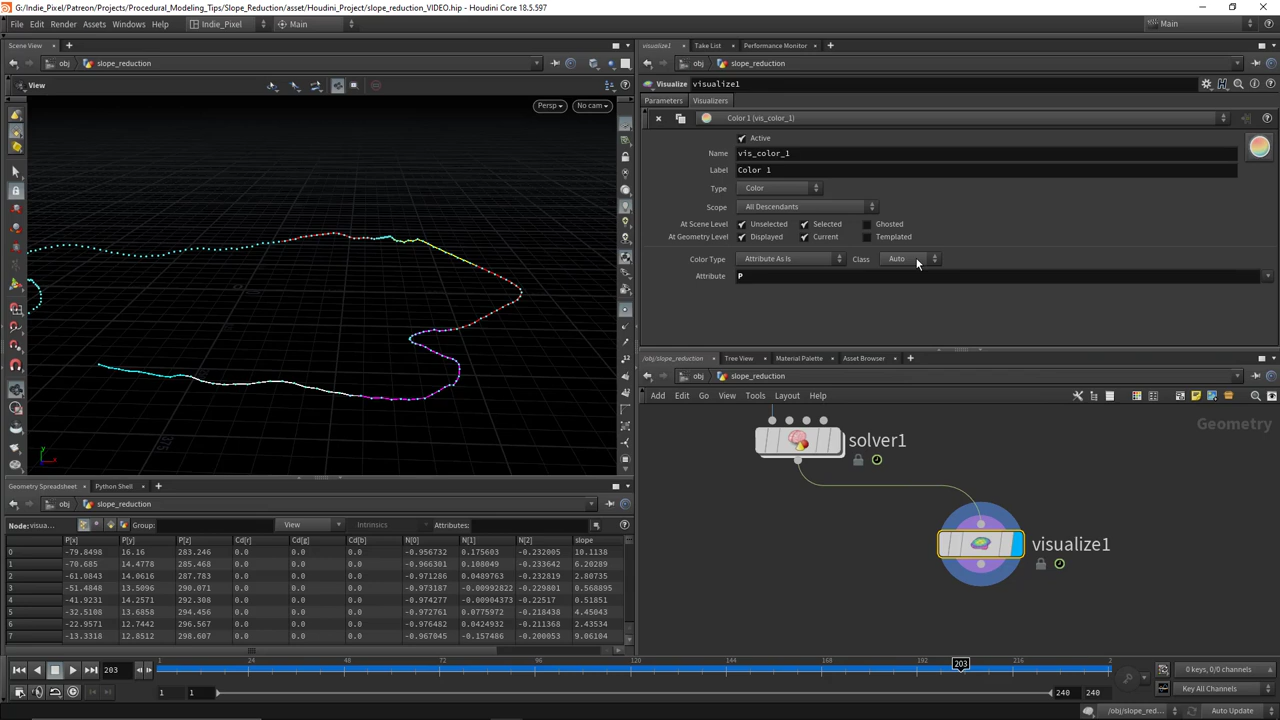 G:/Indie_Pixel/Patreon/Projects/Procedural_Modeling_Tips/Slope_Reduction/asset/Houdini_Project/slope_reduction_VIDEO.hip - Houdini Core 18.5.597
File Edit Render Assets Windows Help Indie_Pixel Main Main
Scene View visualize1 Take List Performance Monitor
obj slope_reduction obj slope_reduction
View Visualize visualize1
Parameters Visualizers
Persp No cam Color 1 (vis_color_1)
Active
Name vis_color_1
Label Color 1
Type Color
Scope All Descendants
At Scene Level Unselected Selected Ghosted
At Geometry Level Displayed Current Templated
Color Type Attribute As Is Class Auto
Attribute P
/obj/slope_reduction Tree View Material Palette Asset Browser
obj slope_reduction
Add Edit Go View Tools Layout Help
Geometry
solver1
visualize1
Geometry Spreadsheet Python Shell
obj slope_reduction
Node: visua... Group: View Intrinsics Attributes:
P[x] P[y] P[z] Cd[r] Cd[g] Cd[b] N[0] N[1] N[2] slope
0 -79.8498 16.16 283.246 0.0 0.0 0.0 -0.956732 0.175603 -0.232005 10.1138
1 -70.685 14.4778 285.468 0.0 0.0 0.0 -0.966301 0.108049 -0.233642 6.20289
2 -61.0843 14.0616 287.783 0.0 0.0 0.0 -0.971286 0.0489763 -0.232819 2.80735
3 -51.4848 13.5096 290.071 0.0 0.0 0.0 -0.973187 -0.00992822 -0.229801 0.568895
4 -41.9231 14.2571 292.308 0.0 0.0 0.0 -0.974277 -0.00904373 -0.22517 0.51851
5 -32.5108 13.6858 294.456 0.0 0.0 0.0 -0.972761 0.0775972 -0.218438 4.45043
6 -22.9571 12.7442 296.567 0.0 0.0 0.0 -0.976482 0.0424932 -0.211368 2.43534
7 -13.3318 12.8512 298.607 0.0 0.0 0.0 -0.967045 -0.157486 -0.200053 9.06104
203 1 24 48 72 96 120 144 168 192 203 216 2 0 keys, 0/0 channels
1 1 240 240 Key All Channels
/obj/slope_red... Auto Update